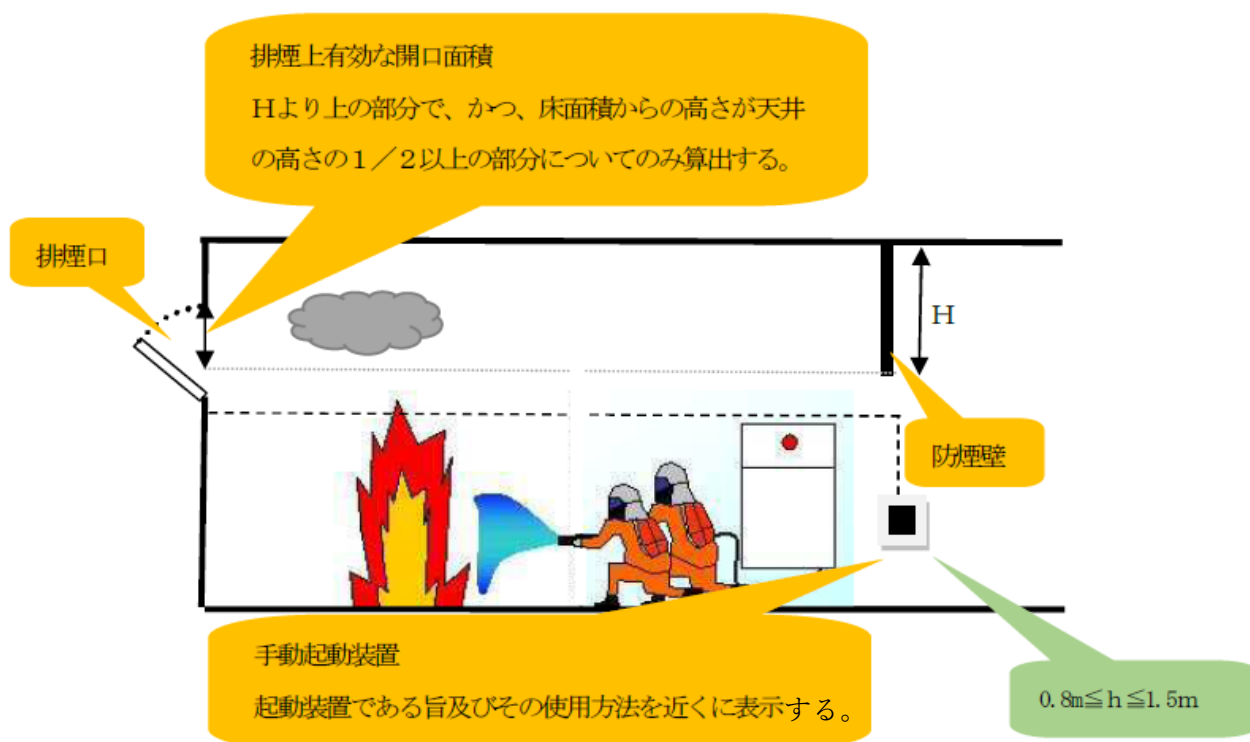 排煙上有効な開口面積
Hより上の部分で、かつ、床面積からの高さが天井
の高さの1/2以上の部分についてのみ算出する。
排煙口
H
防煙壁
手動起動装置
起動装置である旨及びその使用方法を近くに表示する。
0.8m≦h≦1.5m